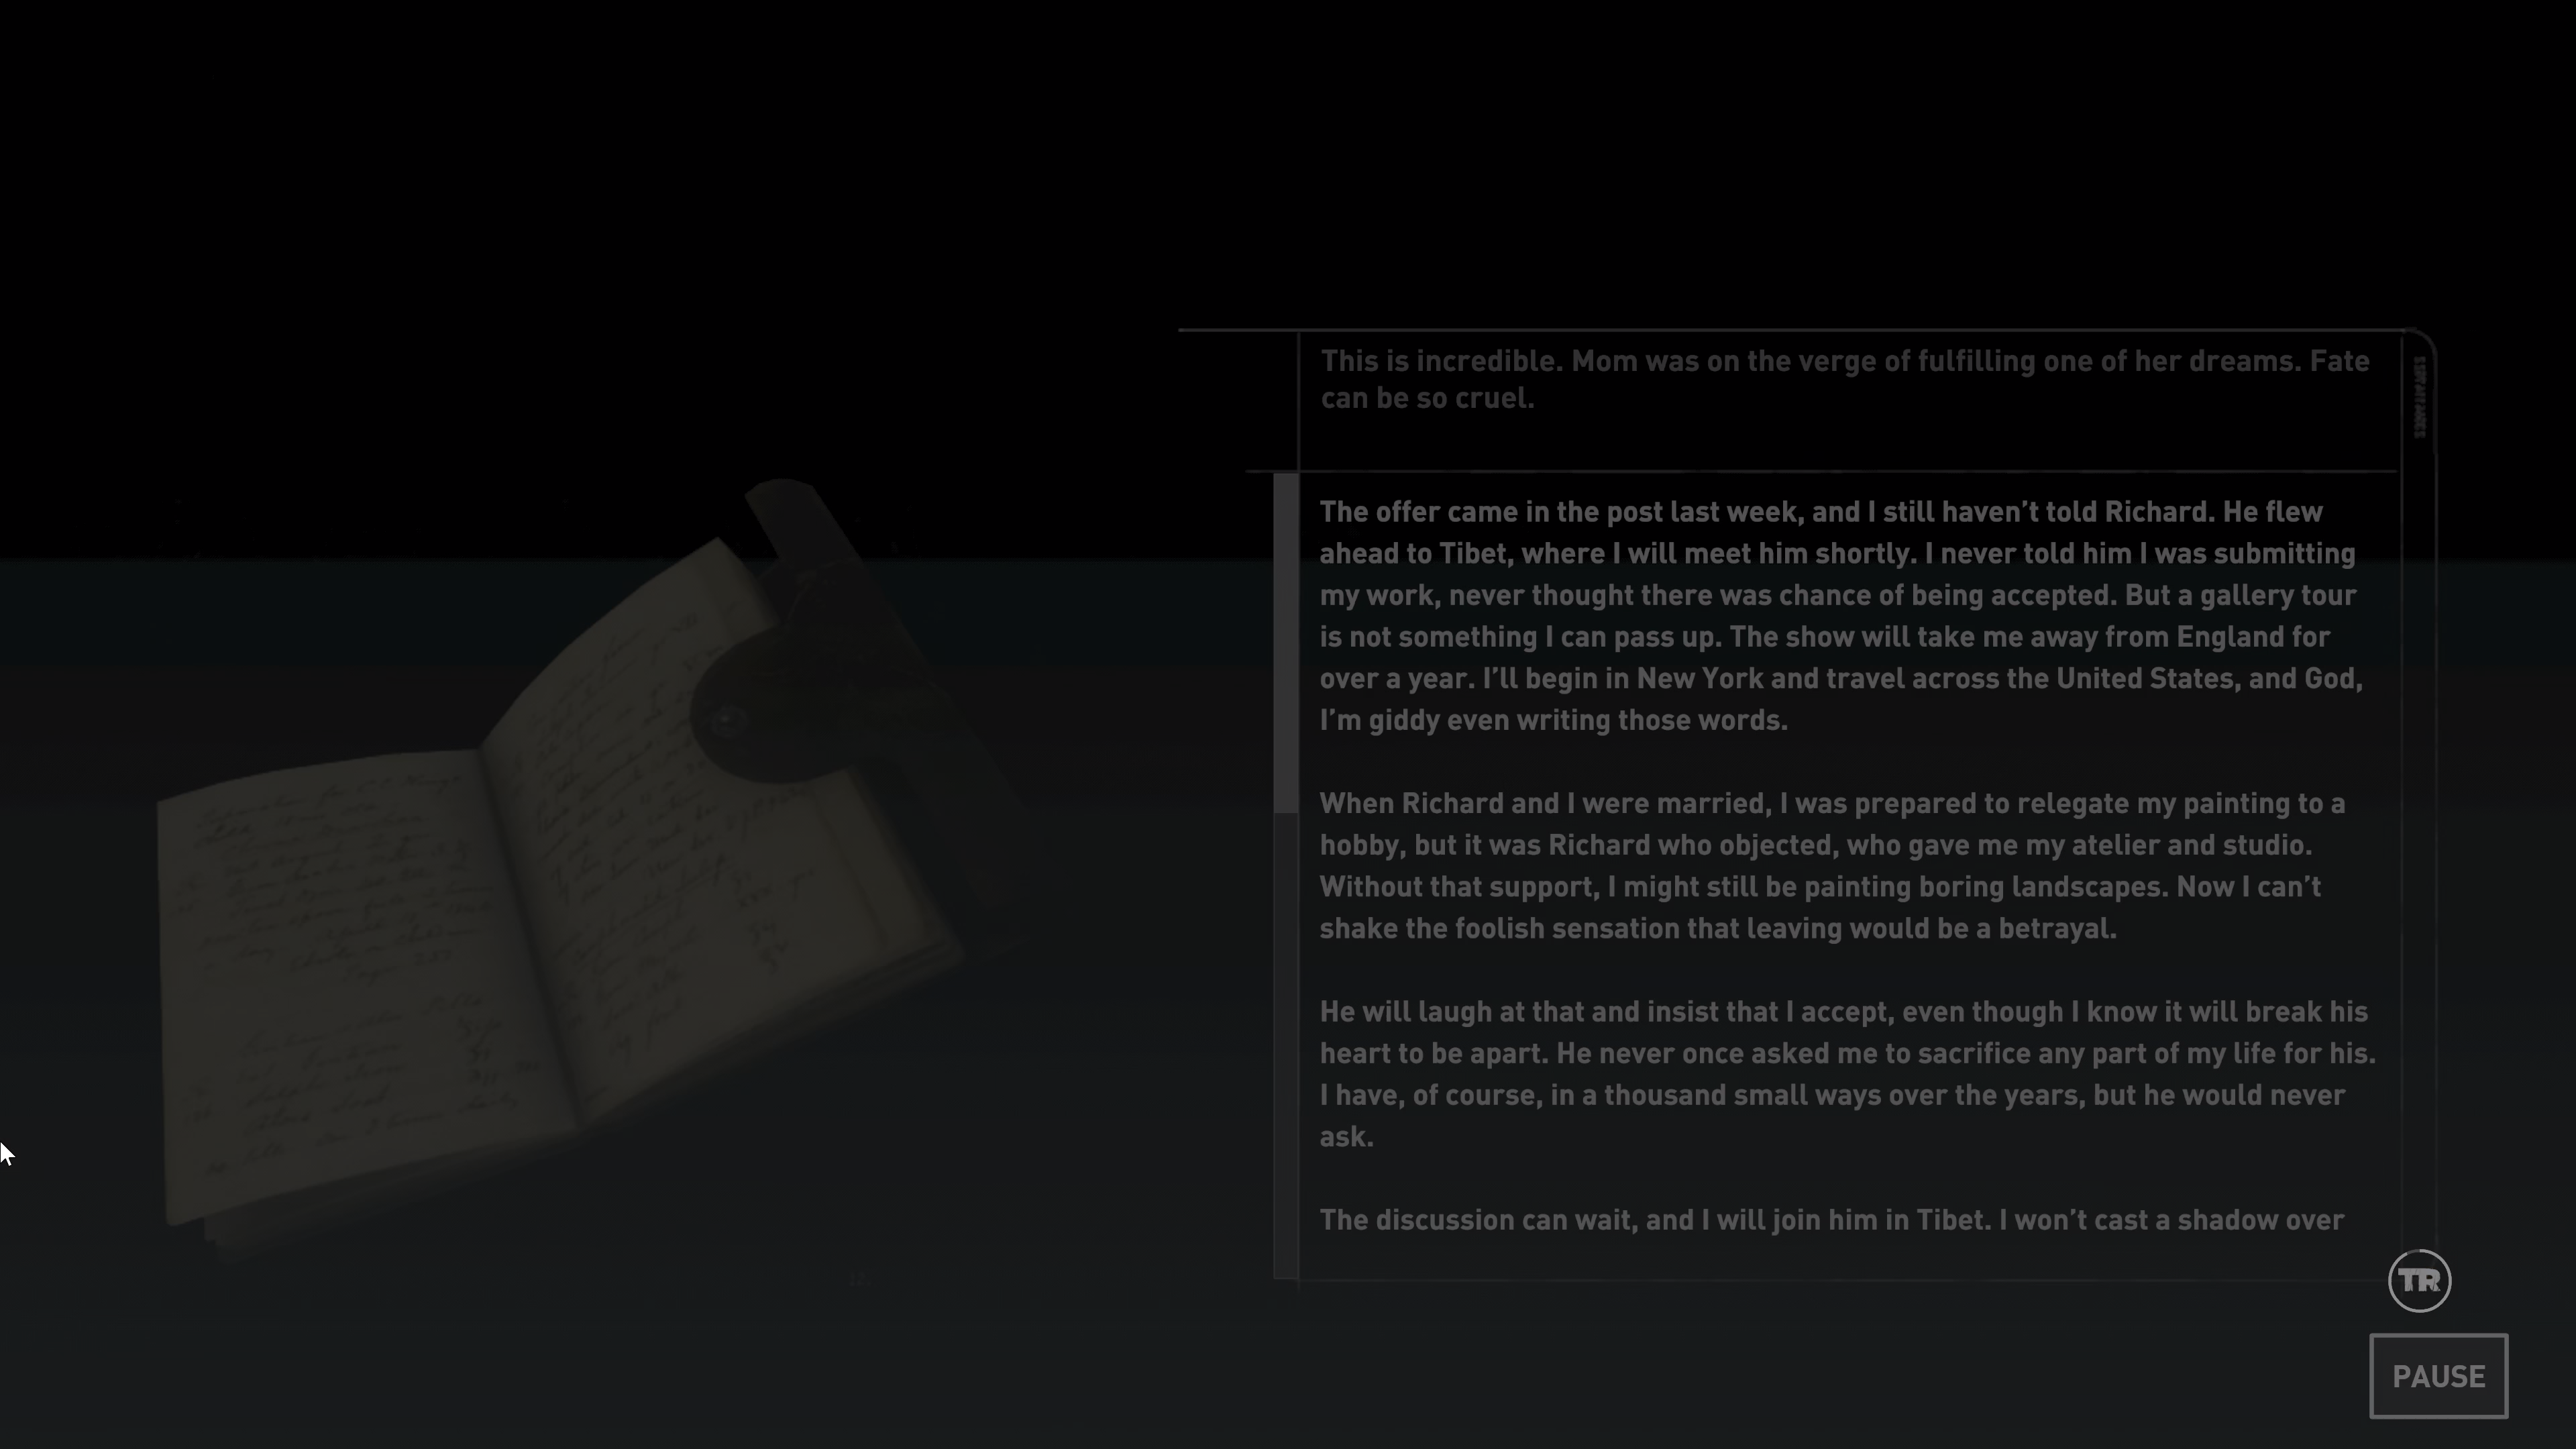 This is incredible. Mom was on the verge of fulfilling one of her dreams. Fate
can be so cruel.
The offer came in the post last week, and I still haven’t told Richard. He flew
ahead to Tibet, where I will meet him shortly. I never told him I was submitting
my work, never thought there was chance of being accepted. But a gallery tour
is not something I can pass up. The show will take me away from England for
over a year. I’ll begin in New York and travel across the United States, and God,
I’m giddy even writing those words.
When Richard and I were married, I was prepared to relegate my painting to a
hobby, but it was Richard who objected, who gave me my atelier and studio.
Without that support, I might still be painting boring landscapes. Now I can’t
shake the foolish sensation that leaving would be a betrayal.
He will laugh at that and insist that I accept, even though I know it will break his
heart to be apart. He never once asked me to sacrifice any part of my life for his.
I have, of course, in a thousand small ways over the years, but he would never
ask.
The discussion can wait, and I will join him in Tibet. I won’t cast a shadow over
TR
PAUSE